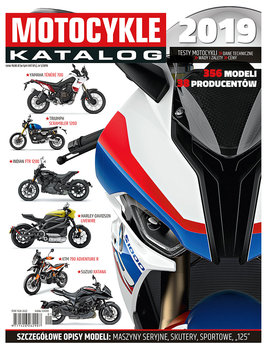 MOTOCYKLE
KATALOG
2019
TESTY MOTOCYKLI • DANE TECHNICZNE
• WADY I ZALETY • CENY
356 MODELI
PRODUCENTÓW
YAMAHA TÉNÉRÉ 700
TRIUMPH
SCRAMBLER 1200
INDIAN FTR 1200
HARLEY-DAVIDSON
LIVEWIRE
KTM 790 ADVENTURE R
SUZUKI KATANA
SZCZEGÓŁOWE OPISY MODELI: MASZYNY SERYJNE, SKUTERY, SPORTOWE, „125”